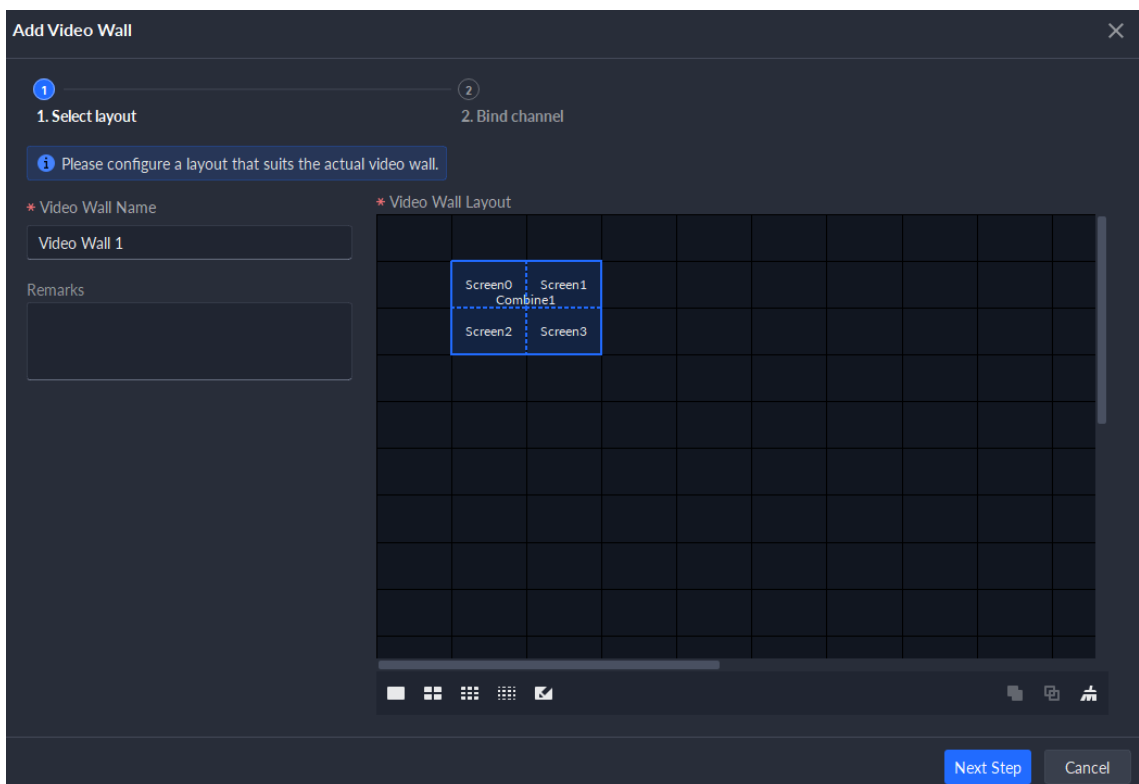 Add Video Wall
1
2
1. Select layout
2. Bind channel
Please configure a layout that suits the actual video wall.
* Video Wall Name
Video Wall 1
Remarks
* Video Wall Layout
Screen0 Screen1
Combine1
Screen2 Screen3
Next Step
Cancel